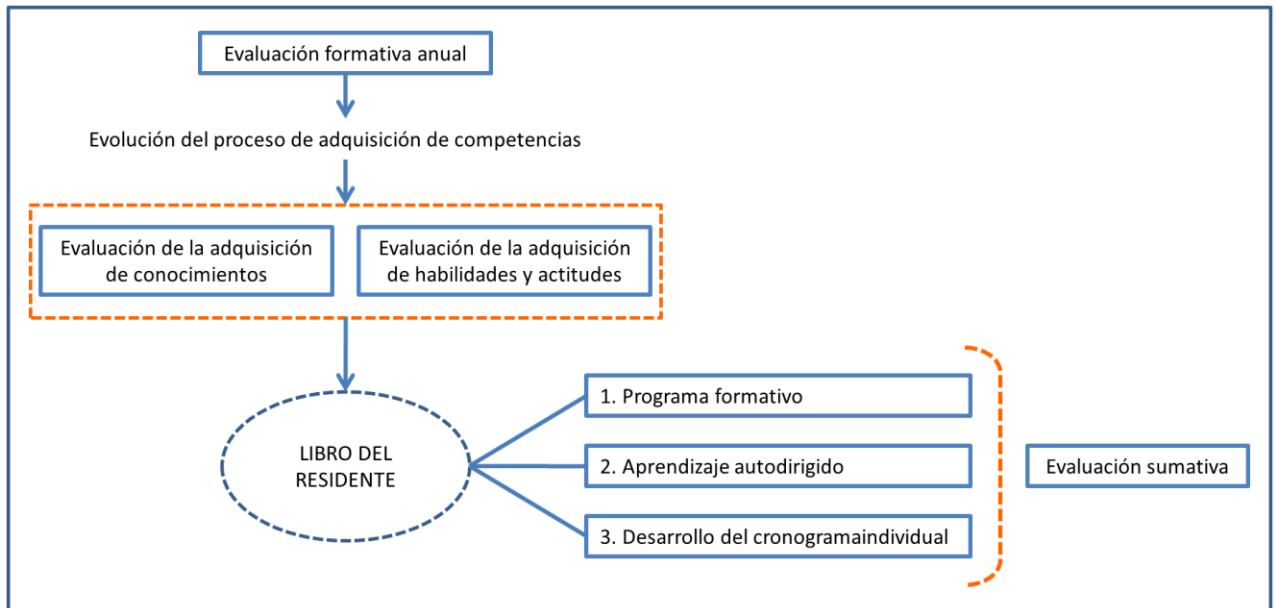 Evaluación formativa anual
Evolución del proceso de adquisición de competencias
Evaluación de la adquisición
de conocimientos
Evaluación de la adquisición
de habilidades y actitudes
LIBRO DEL
RESIDENTE
1. Programa formativo
2. Aprendizaje autodirigido
3. Desarrollo del cronogramaindividual
Evaluación sumativa